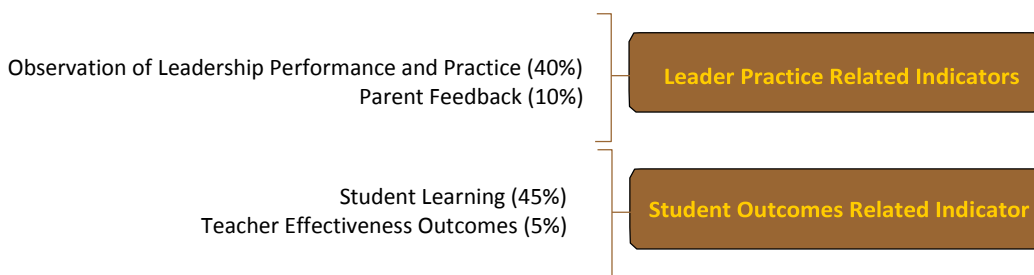 Observation of Leadership Performance and Practice (40%)
Parent Feedback (10%)
Leader Practice Related Indicators
Student Learning (45%)
Teacher Effectiveness Outcomes (5%)
Student Outcomes Related Indicator